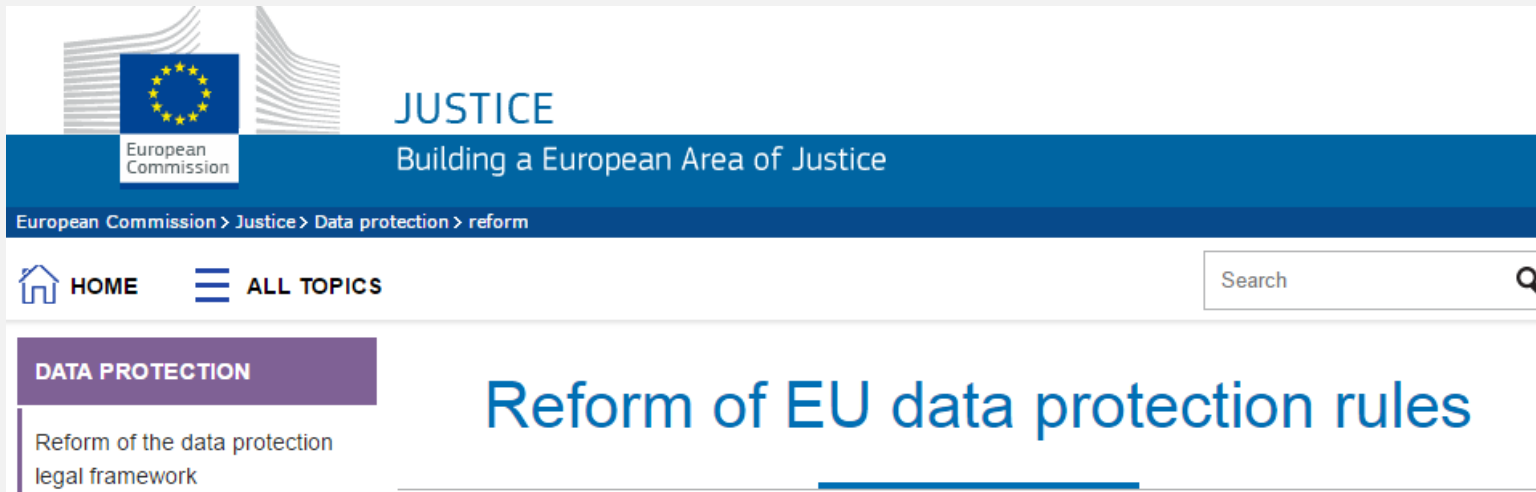 JUSTICE
European
Commission
Building a European Area of Justice
European Commission > Justice > Data protection > reform
HOME
ALL TOPICS
Search
DATA PROTECTION
Reform of the data protection
legal framework
Reform of EU data protection rules